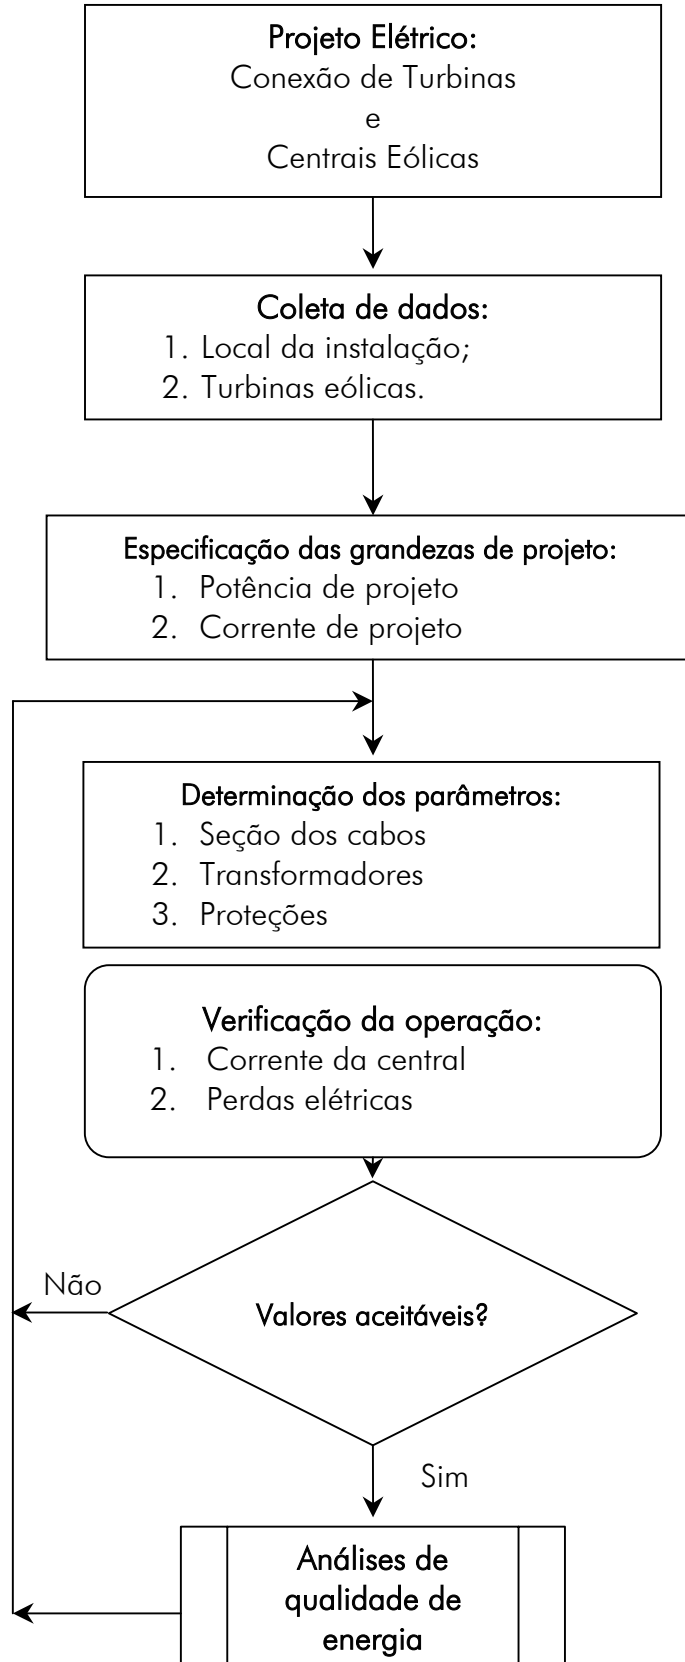 Projeto Elétrico:
Conexão de Turbinas
e
Centrais Eólicas
Coleta de dados:
1. Local da instalação;
2. Turbinas eólicas.
Especificação das grandezas de projeto:
1. Potência de projeto
2. Corrente de projeto
Determinação dos parâmetros:
1. Seção dos cabos
2. Transformadores
3. Proteções
Verificação da operação:
1. Corrente da central
2. Perdas elétricas
Não
Valores aceitáveis?
Sim
Análises de
qualidade de
energia